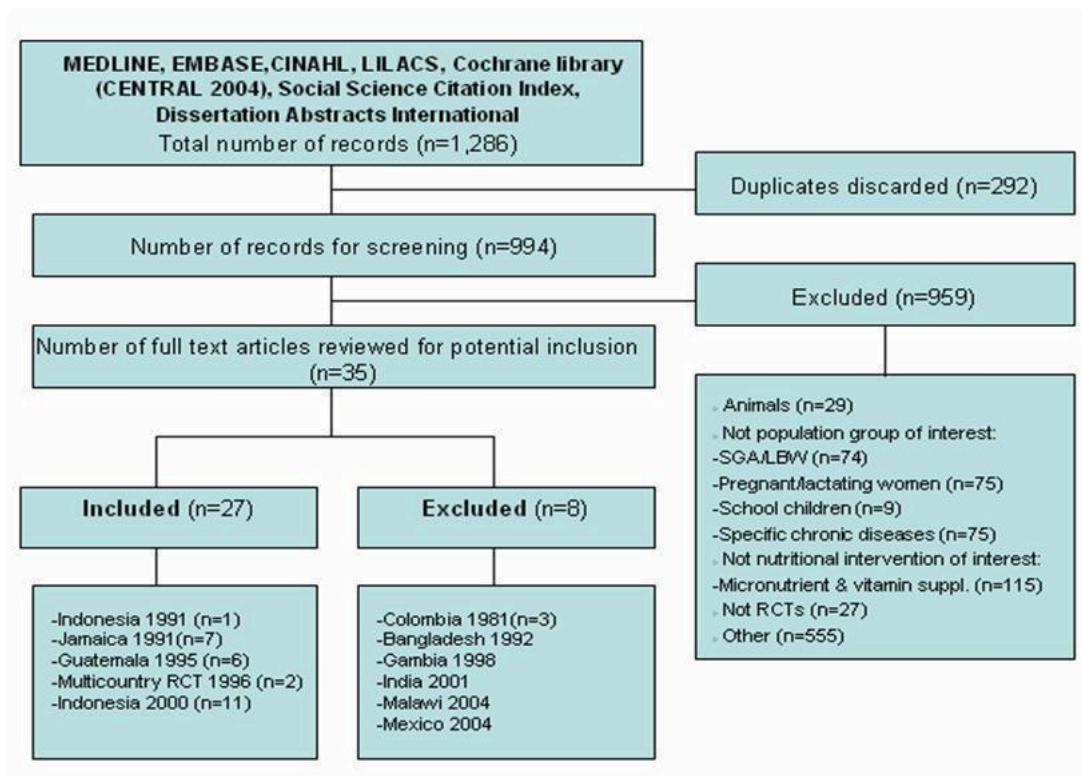 MEDLINE, EMBASE,CINAHL, LILACS, Cochrane library
(CENTRAL 2004), Social Science Citation Index,
Dissertation Abstracts International
Total number of records (n=1,286)
Duplicates discarded (n=292)
Number of records for screening (n=994)
Excluded (n=959)
Number of full text articles reviewed for potential inclusion
(n=35)
Animals (n=29)
Not population group of interest:
-SGA/LBW (n=74)
-Pregnant/lactating women (n=75)
-School children (n=9)
-Specific chronic diseases (n=75)
Not nutritional intervention of interest:
-Micronutrient & vitamin suppl. (n=115)
Not RCTs (n=27)
Other (n=555)
Included (n=27)
Excluded (n=8)
-Indonesia 1991 (n=1)
-Jamaica 1991(n=7)
-Guatemala 1995 (n=6)
-Multicountry RCT 1996 (n=2)
-Indonesia 2000 (n=11)
-Colombia 1981(n=3)
-Bangladesh 1992
-Gambia 1998
-India 2001
-Malawi 2004
-Mexico 2004